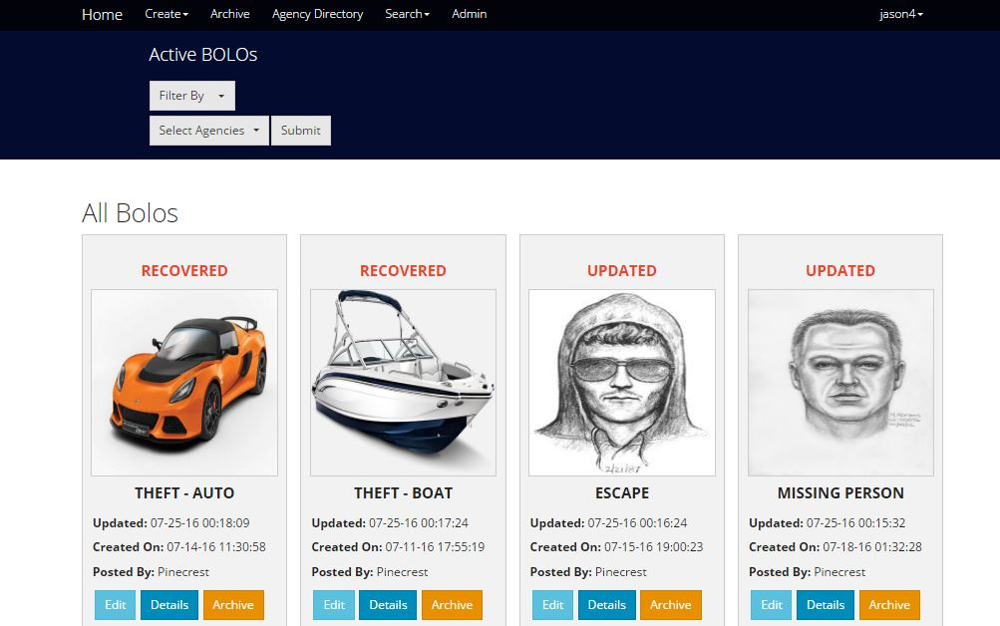 Home Create Archive Agency Directory Search Admin jason4
Active BOLOs
Filter By
Select Agencies Submit
All Bolos
RECOVERED RECOVERED UPDATED UPDATED
2/21/87
THEFT - AUTO THEFT - BOAT ESCAPE MISSING PERSON
Updated: 07-25-16 00:18:09 Updated: 07-25-16 00:17:24 Updated: 07-25-16 00:16:24 Updated: 07-25-16 00:15:32
Created On: 07-14-16 11:30:58 Created On: 07-11-16 17:55:19 Created On: 07-15-16 19:00:23 Created On: 07-18-16 01:32:28
Posted By: Pinecrest Posted By: Pinecrest Posted By: Pinecrest Posted By: Pinecrest
Edit Details Archive Edit Details Archive Edit Details Archive Edit Details Archive